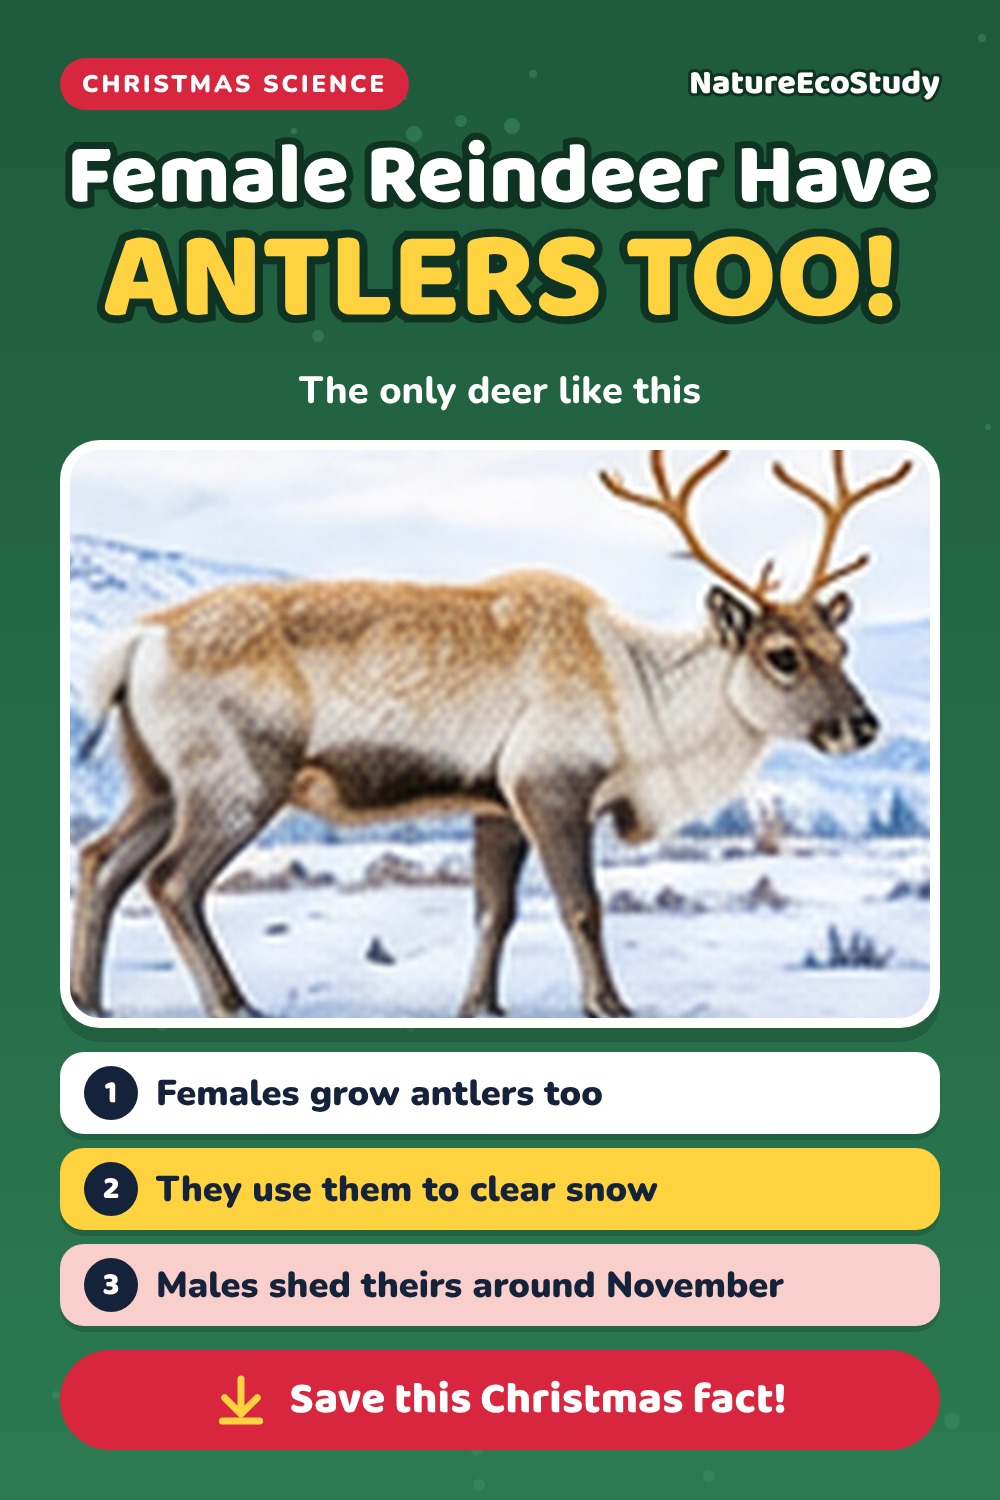 CHRISTMAS SCIENCE
NatureEcoStudy
Female Reindeer Have
ANTLERS TOO!
The only deer like this
1 Females grow antlers too
2 They use them to clear snow
3 Males shed theirs around November
Save this Christmas fact!